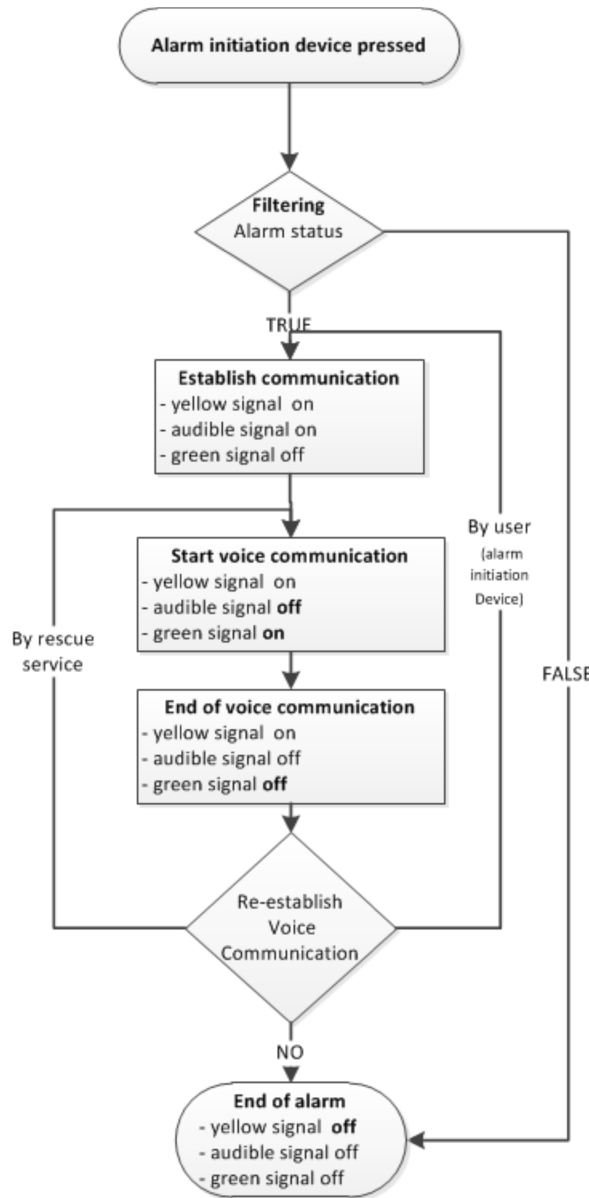 Alarm initiation device pressed
Filtering
Alarm status
TRUE
Establish communication
- yellow signal on
- audible signal on
- green signal off
By user
(alarm
initiation
Device)
Start voice communication
- yellow signal on
- audible signal off
- green signal on
By rescue
service
FALSE
End of voice communication
- yellow signal on
- audible signal off
- green signal off
Re-establish
Voice
Communication
NO
End of alarm
- yellow signal off
- audible signal off
- green signal off